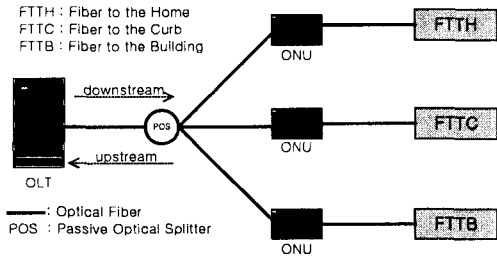 FTTH : Fiber to the Home
FTTC : Fiber to the Curb
FTTB : Fiber to the Building
FTTH
ONU
downstream
POS
FTTC
ONU
upstream
OLT
: Optical Fiber
POS : Passive Optical Splitter
FTTB
ONU